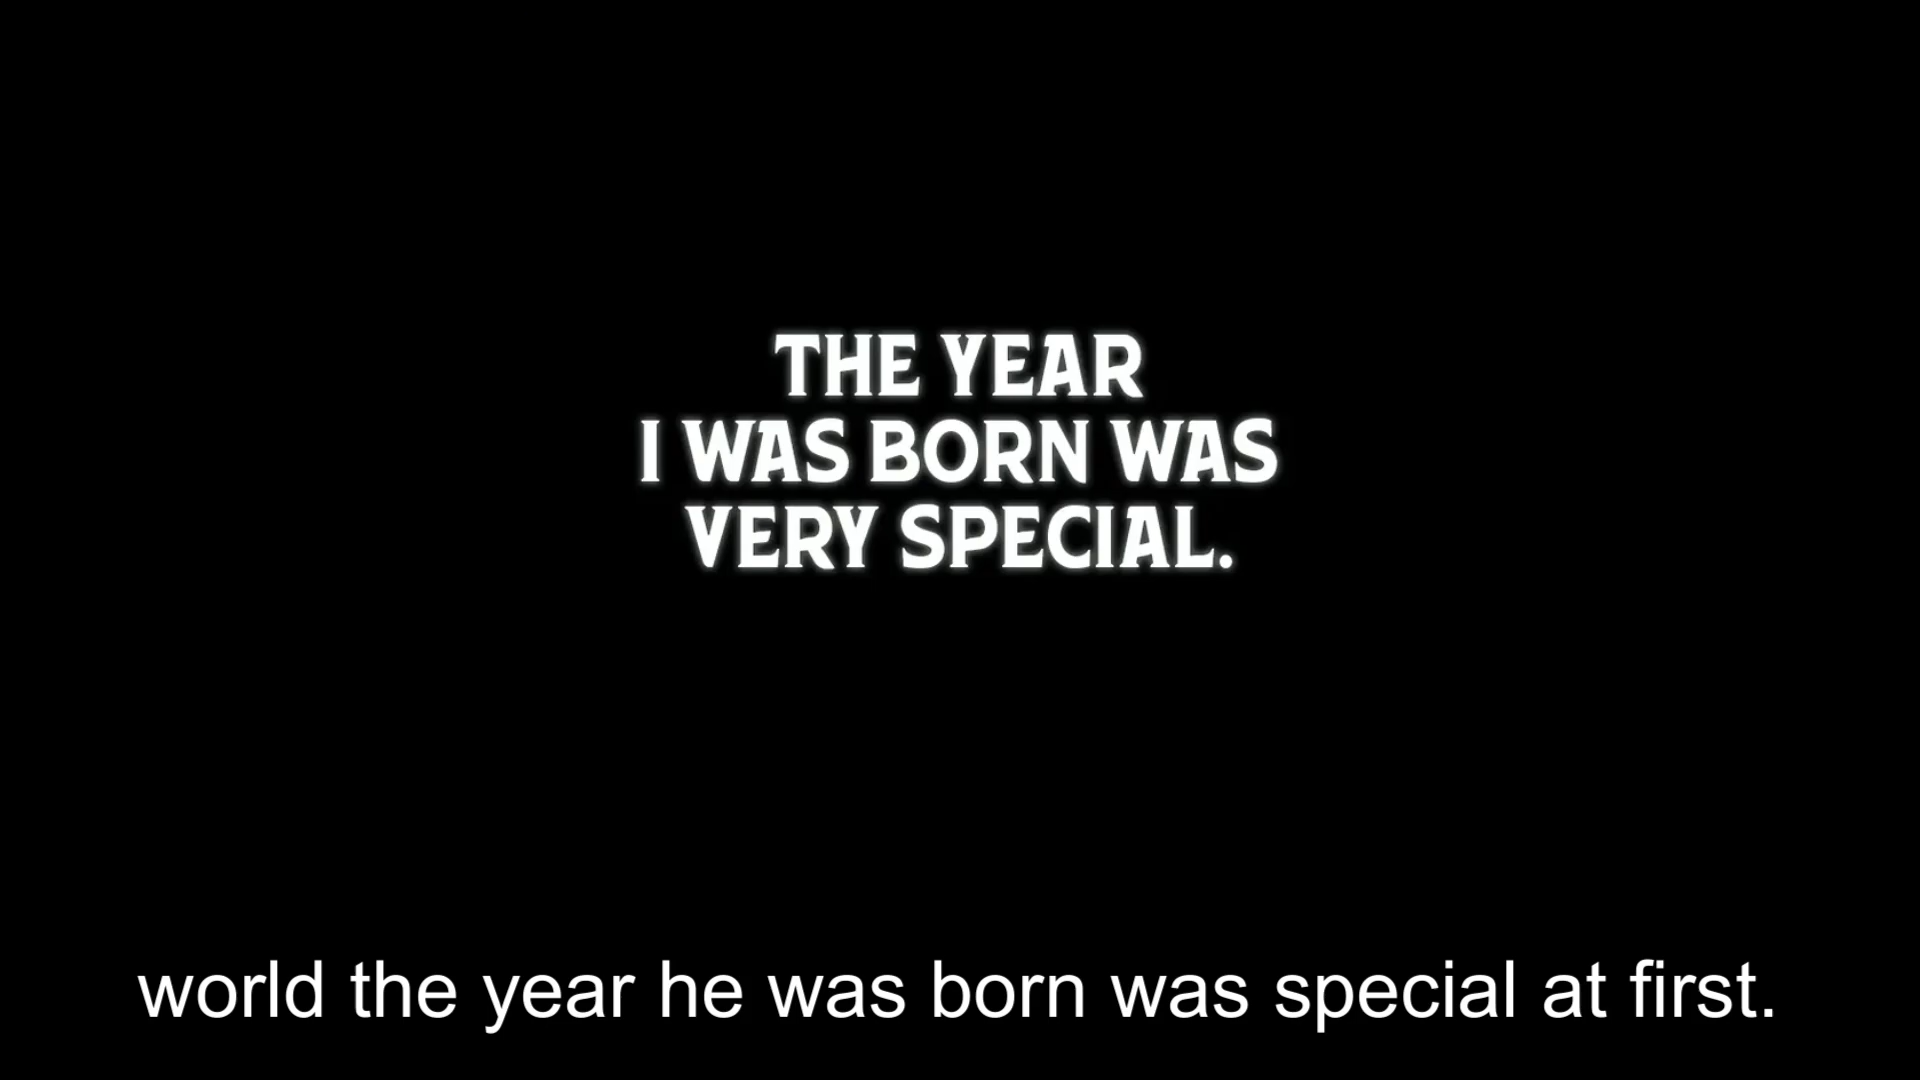 THE YEAR
I WAS BORN WAS
VERY SPECIAL.
world the year he was born was special at first.